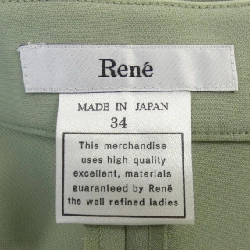 René
MADE IN JAPAN
34
This merchandise
uses high quality
excellent, materials
guaranteed by René
the well refined ladies